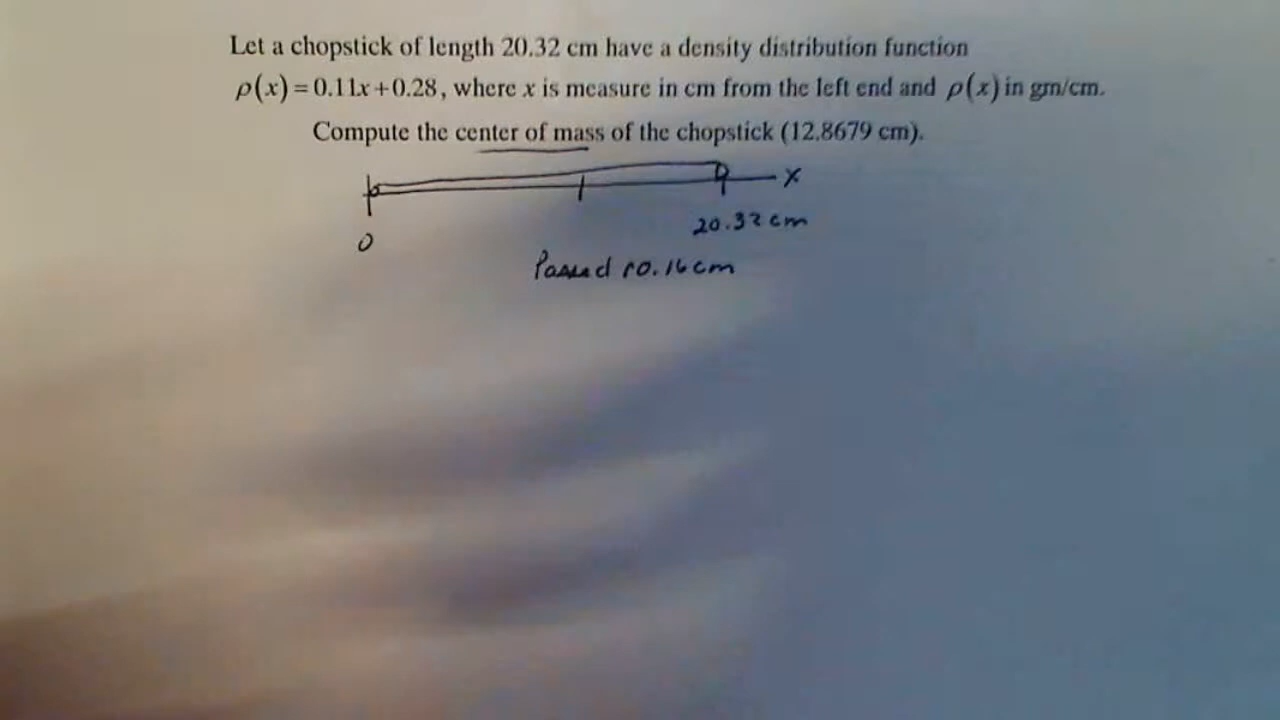 Let a chopstick of length 20.32 cm have a density distribution function
ρ(x) = 0.11x + 0.28, where x is measure in cm from the left end and ρ(x) in gm/cm.
Compute the center of mass of the chopstick (12.8679 cm).
x
20.32 cm
0
Passed 10.16 cm